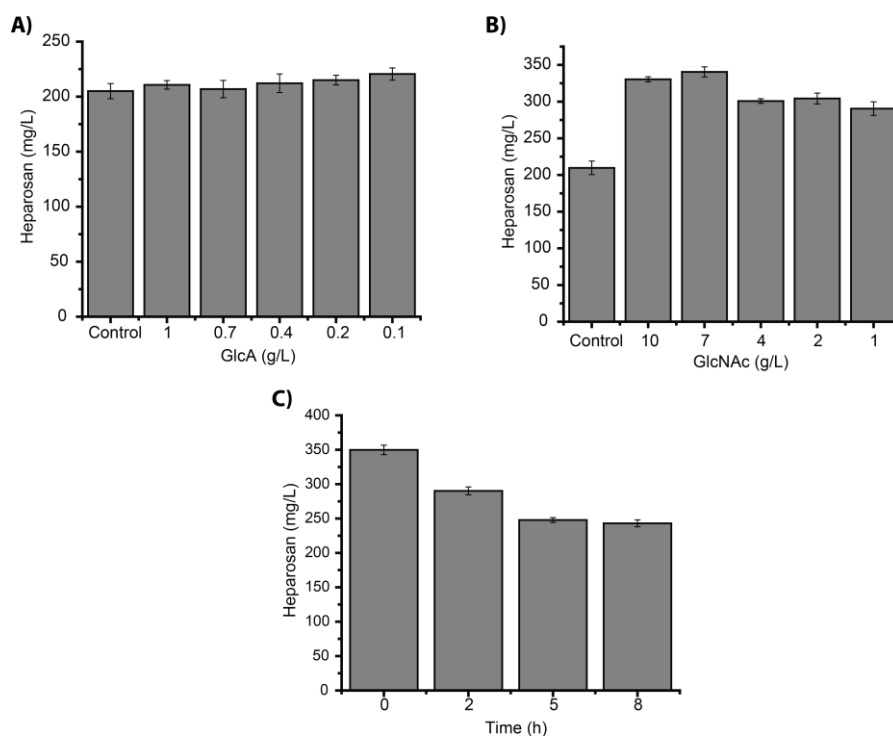 A)
250
200
150
100
50
0
Heparosan (mg/L)
Control 1 0.7 0.4 0.2 0.1
GlcA (g/L)
B)
350
300
250
200
150
100
50
0
Heparosan (mg/L)
Control 10 7 4 2 1
GlcNAc (g/L)
C)
400
350
300
250
200
150
100
50
0
Heparosan (mg/L)
0 2 5 8
Time (h)